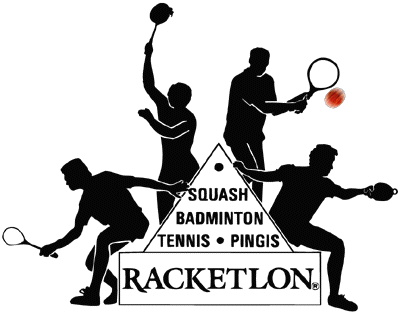 SQUASH
BADMINTON
TENNIS • PINGIS
RACKETLON®